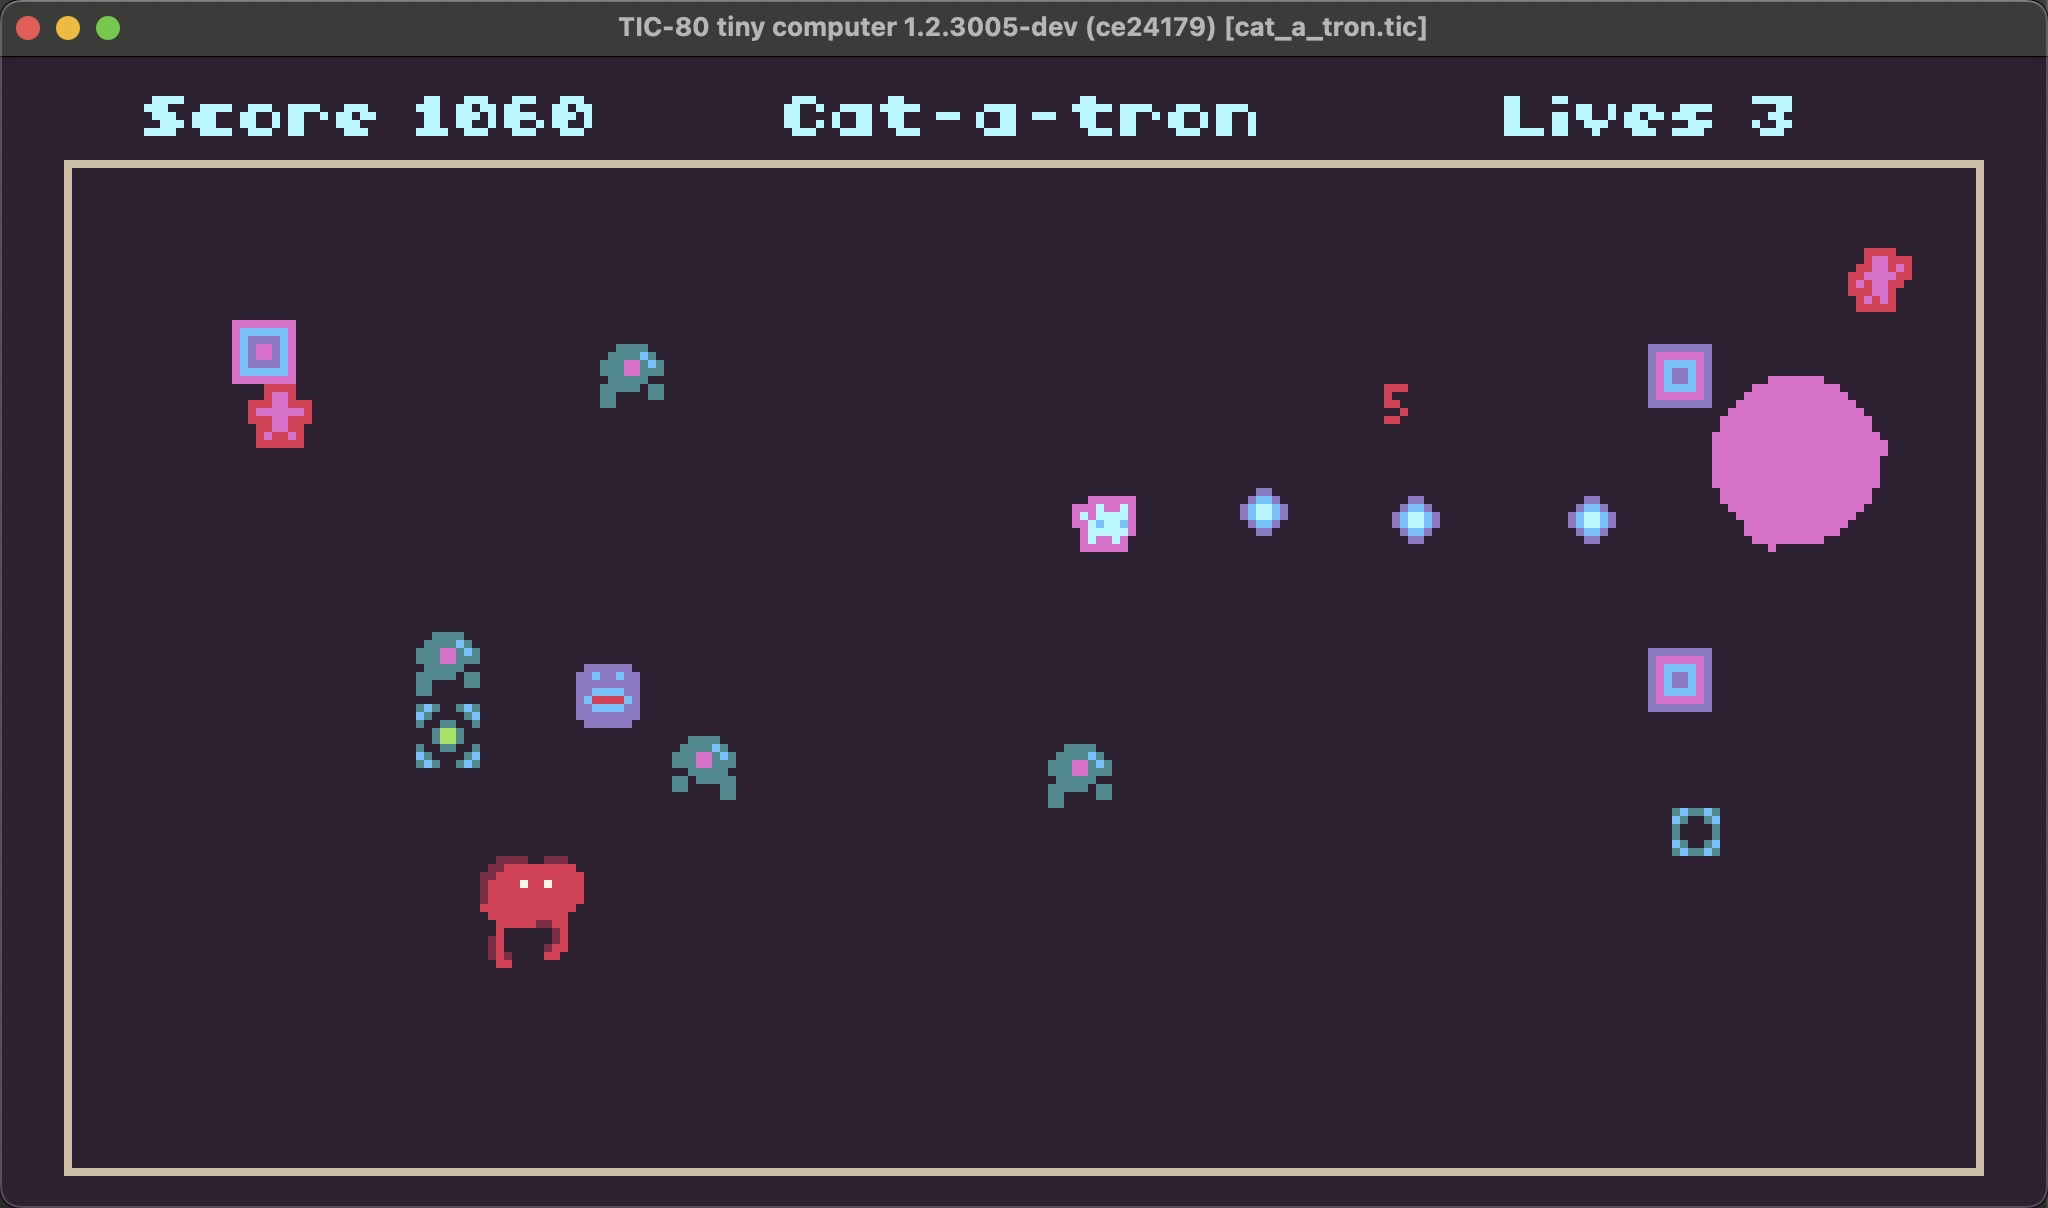 TIC-80 tiny computer 1.2.3005-dev (ce24179) [cat_a_tron.tic]
Score 1060 Cat-a-tron Lives 3
5